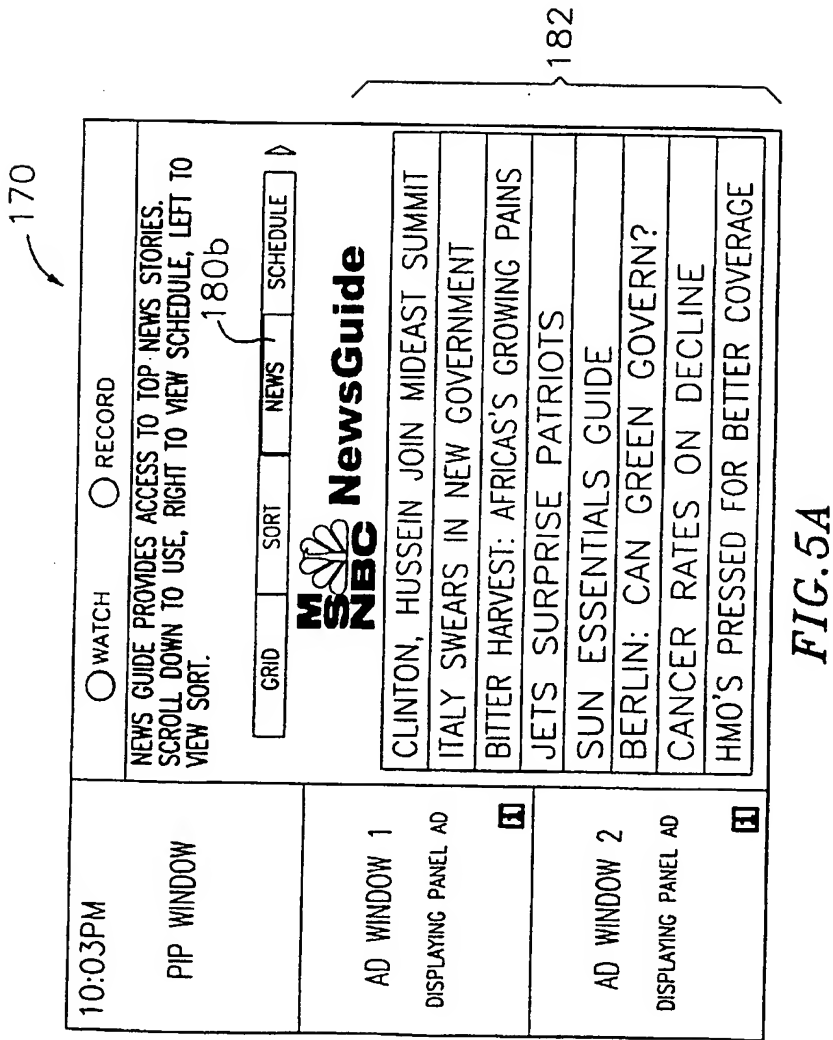 170
10:03PM
PIP WINDOW
AD WINDOW 1
DISPLAYING PANEL AD
i
AD WINDOW 2
DISPLAYING PANEL AD
i
WATCH RECORD
NEWS GUIDE PROVIDES ACCESS TO TOP NEWS STORIES.
SCROLL DOWN TO USE, RIGHT TO VIEW SCHEDULE, LEFT TO
VIEW SORT.
180b
GRID SORT NEWS SCHEDULE
MSNBC NewsGuide
CLINTON, HUSSEIN JOIN MIDEAST SUMMIT
ITALY SWEARS IN NEW GOVERNMENT
BITTER HARVEST: AFRICAS'S GROWING PAINS
JETS SURPRISE PATRIOTS
SUN ESSENTIALS GUIDE
BERLIN: CAN GREEN GOVERN?
CANCER RATES ON DECLINE
HMO'S PRESSED FOR BETTER COVERAGE
182
FIG.5A